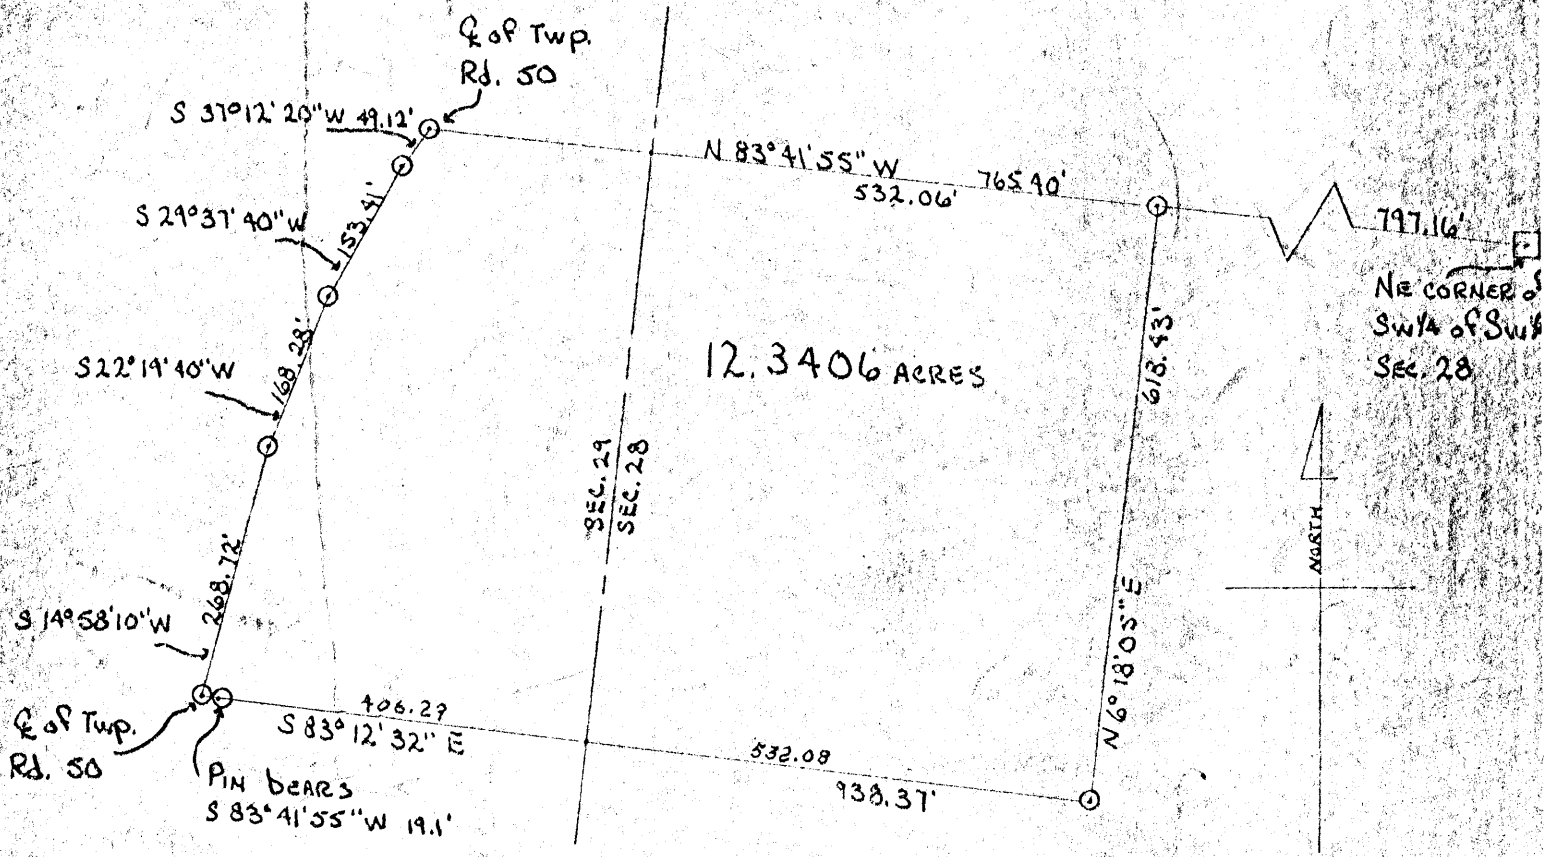 ℄ of Twp.
Rd. 50
S 37°12'20"W 49.12'
N 83°41'55"W
765.40'
532.06'
S 29°37'40"W
153.41'
797.16'
NE CORNER of
SW¼ of SW¼
SEC. 28
S 22°19'40"W
168.28'
12.3406 ACRES
618.43'
SEC. 29
SEC. 28
NORTH
268.72'
S 14°58'10"W
N 6°18'05"E
℄ of Twp.
Rd. 50
406.29
S 83°12'32" E
532.08
938.37'
PIN BEARS
S 83°41'55"W 19.1'